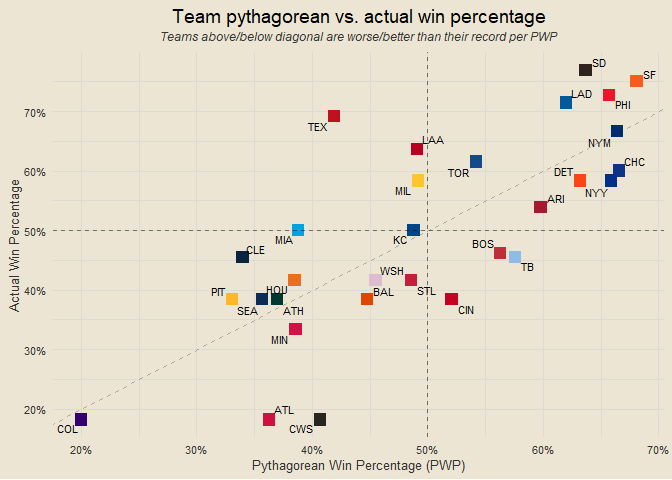 Team pythagorean vs. actual win percentage
Teams above/below diagonal are worse/better than their record per PWP
SD
SF
LAD
PHI
70%
TEX
NYM
LAA
TOR
CHC
60%
DET
MIL
NYY
ARI
50%
MIA
KC
BOS
CLE
TB
WSH
40%
PIT
HOU
BAL
STL
SEA
ATH
CIN
MIN
30%
20%
ATL
COL
CWS
Actual Win Percentage
20%
30%
40%
50%
60%
70%
Pythagorean Win Percentage (PWP)